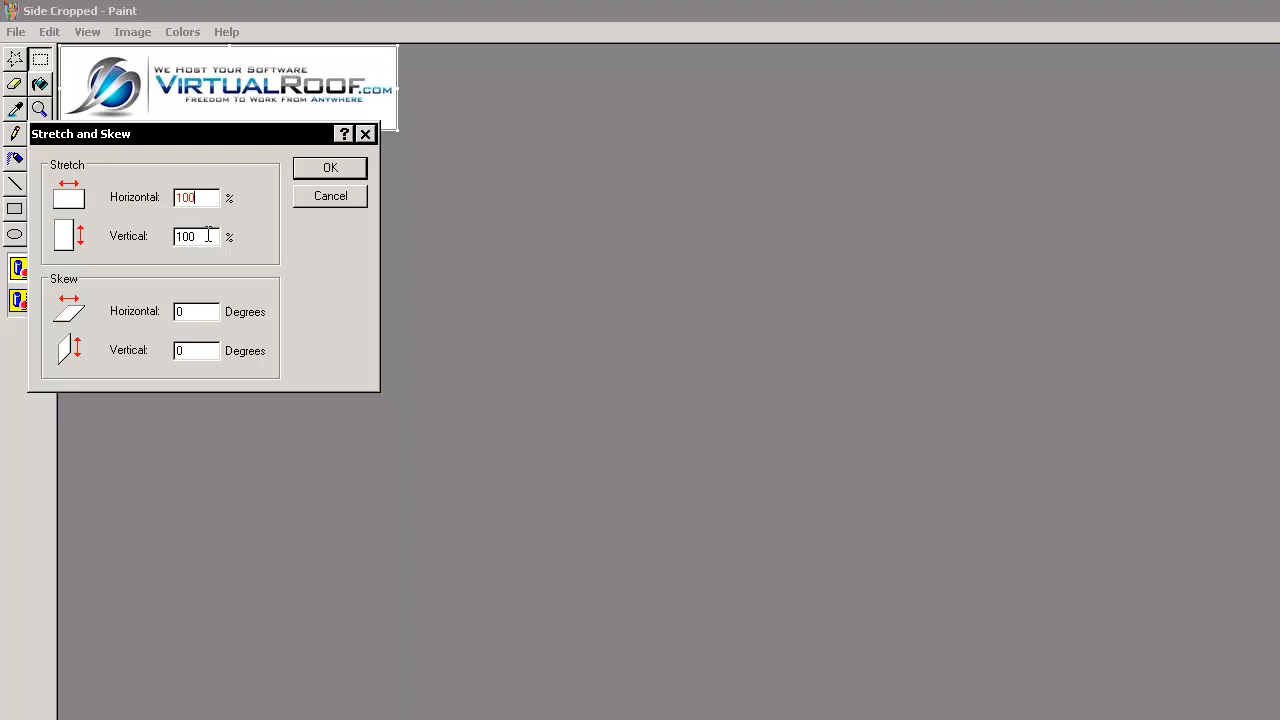 Side Cropped - Paint
File Edit View Image Colors Help
We Host Your Software
VirtualRoof.com
Freedom To Work From Anywhere
Stretch and Skew
Stretch
OK
Horizontal: 100 %
Cancel
Vertical: 100 %
Skew
Horizontal: 0 Degrees
Vertical: 0 Degrees